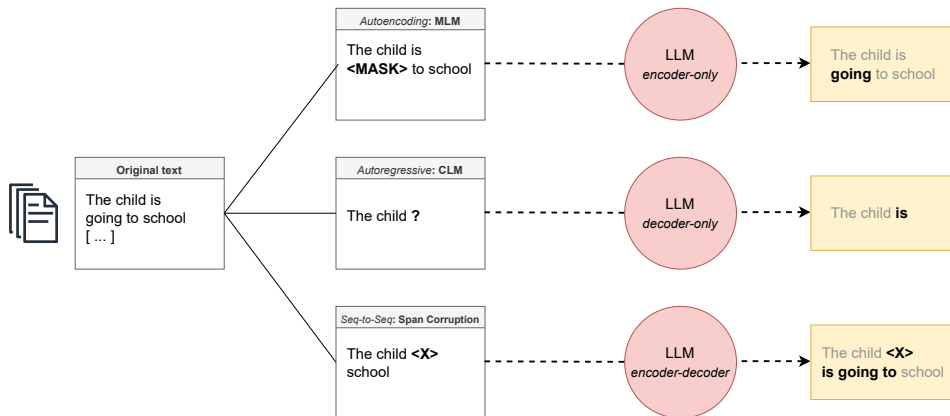 Autoencoding: MLM
The child is
<MASK> to school
LLM
encoder-only
The child is
going to school
Original text
The child is
going to school
[ ... ]
Autoregressive: CLM
The child ?
LLM
decoder-only
The child is
Seq-to-Seq: Span Corruption
The child <X>
school
LLM
encoder-decoder
The child <X>
is going to school